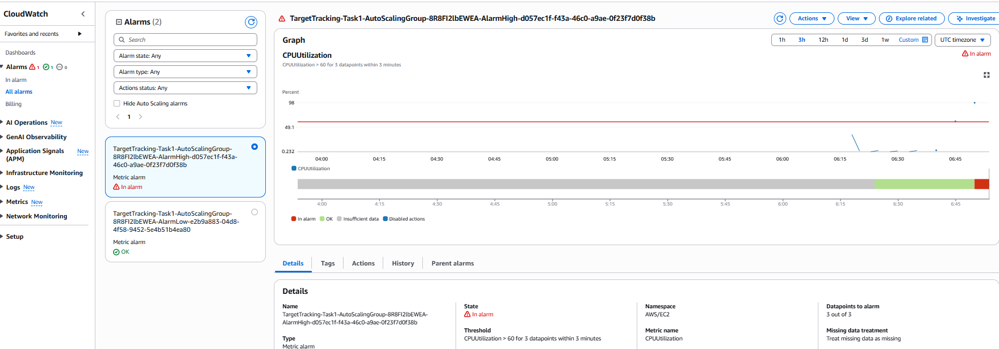 CloudWatch
Favorites and recents
Dashboards
Alarms 1 1 0
In alarm
All alarms
Billing
AI Operations New
GenAI Observability
Application Signals New
(APM)
Infrastructure Monitoring
Logs New
Metrics New
Network Monitoring
Setup
Alarms (2)
Search
Alarm state: Any
Alarm type: Any
Actions status: Any
Hide Auto Scaling alarms
1
TargetTracking-Task1-AutoScalingGroup-
8R8FI2lbEWEA-AlarmHigh-d057ec1f-f43a-
46c0-a9ae-0f23f7d0f38b
Metric alarm
In alarm
TargetTracking-Task1-AutoScalingGroup-
8R8FI2lbEWEA-AlarmLow-e2b9a883-04d8-
4f58-9452-5e4b51b4ea80
Metric alarm
OK
TargetTracking-Task1-AutoScalingGroup-8R8FI2lbEWEA-AlarmHigh-d057ec1f-f43a-46c0-a9ae-0f23f7d0f38b
Actions View Explore related Investigate
Graph
1h 3h 12h 1d 3d 1w Custom UTC timezone
CPUUtilization
In alarm
CPUUtilization > 60 for 3 datapoints within 3 minutes
Percent
98
49.1
0.232
04:00 04:15 04:30 04:45 05:00 05:15 05:30 05:45 06:00 06:15 06:30 06:45
CPUUtilization
4:00 4:15 4:30 4:45 5:00 5:15 5:30 5:45 6:00 6:15 6:30 6:45
In alarm OK Insufficient data Disabled actions
Details Tags Actions History Parent alarms
Details
Name
TargetTracking-Task1-AutoScalingGroup-8R8FI2lbEWEA-
AlarmHigh-d057ec1f-f43a-46c0-a9ae-0f23f7d0f38b
Type
Metric alarm
State
In alarm
Threshold
CPUUtilization > 60 for 3 datapoints within 3 minutes
Namespace
AWS/EC2
Metric name
CPUUtilization
Datapoints to alarm
3 out of 3
Missing data treatment
Treat missing data as missing